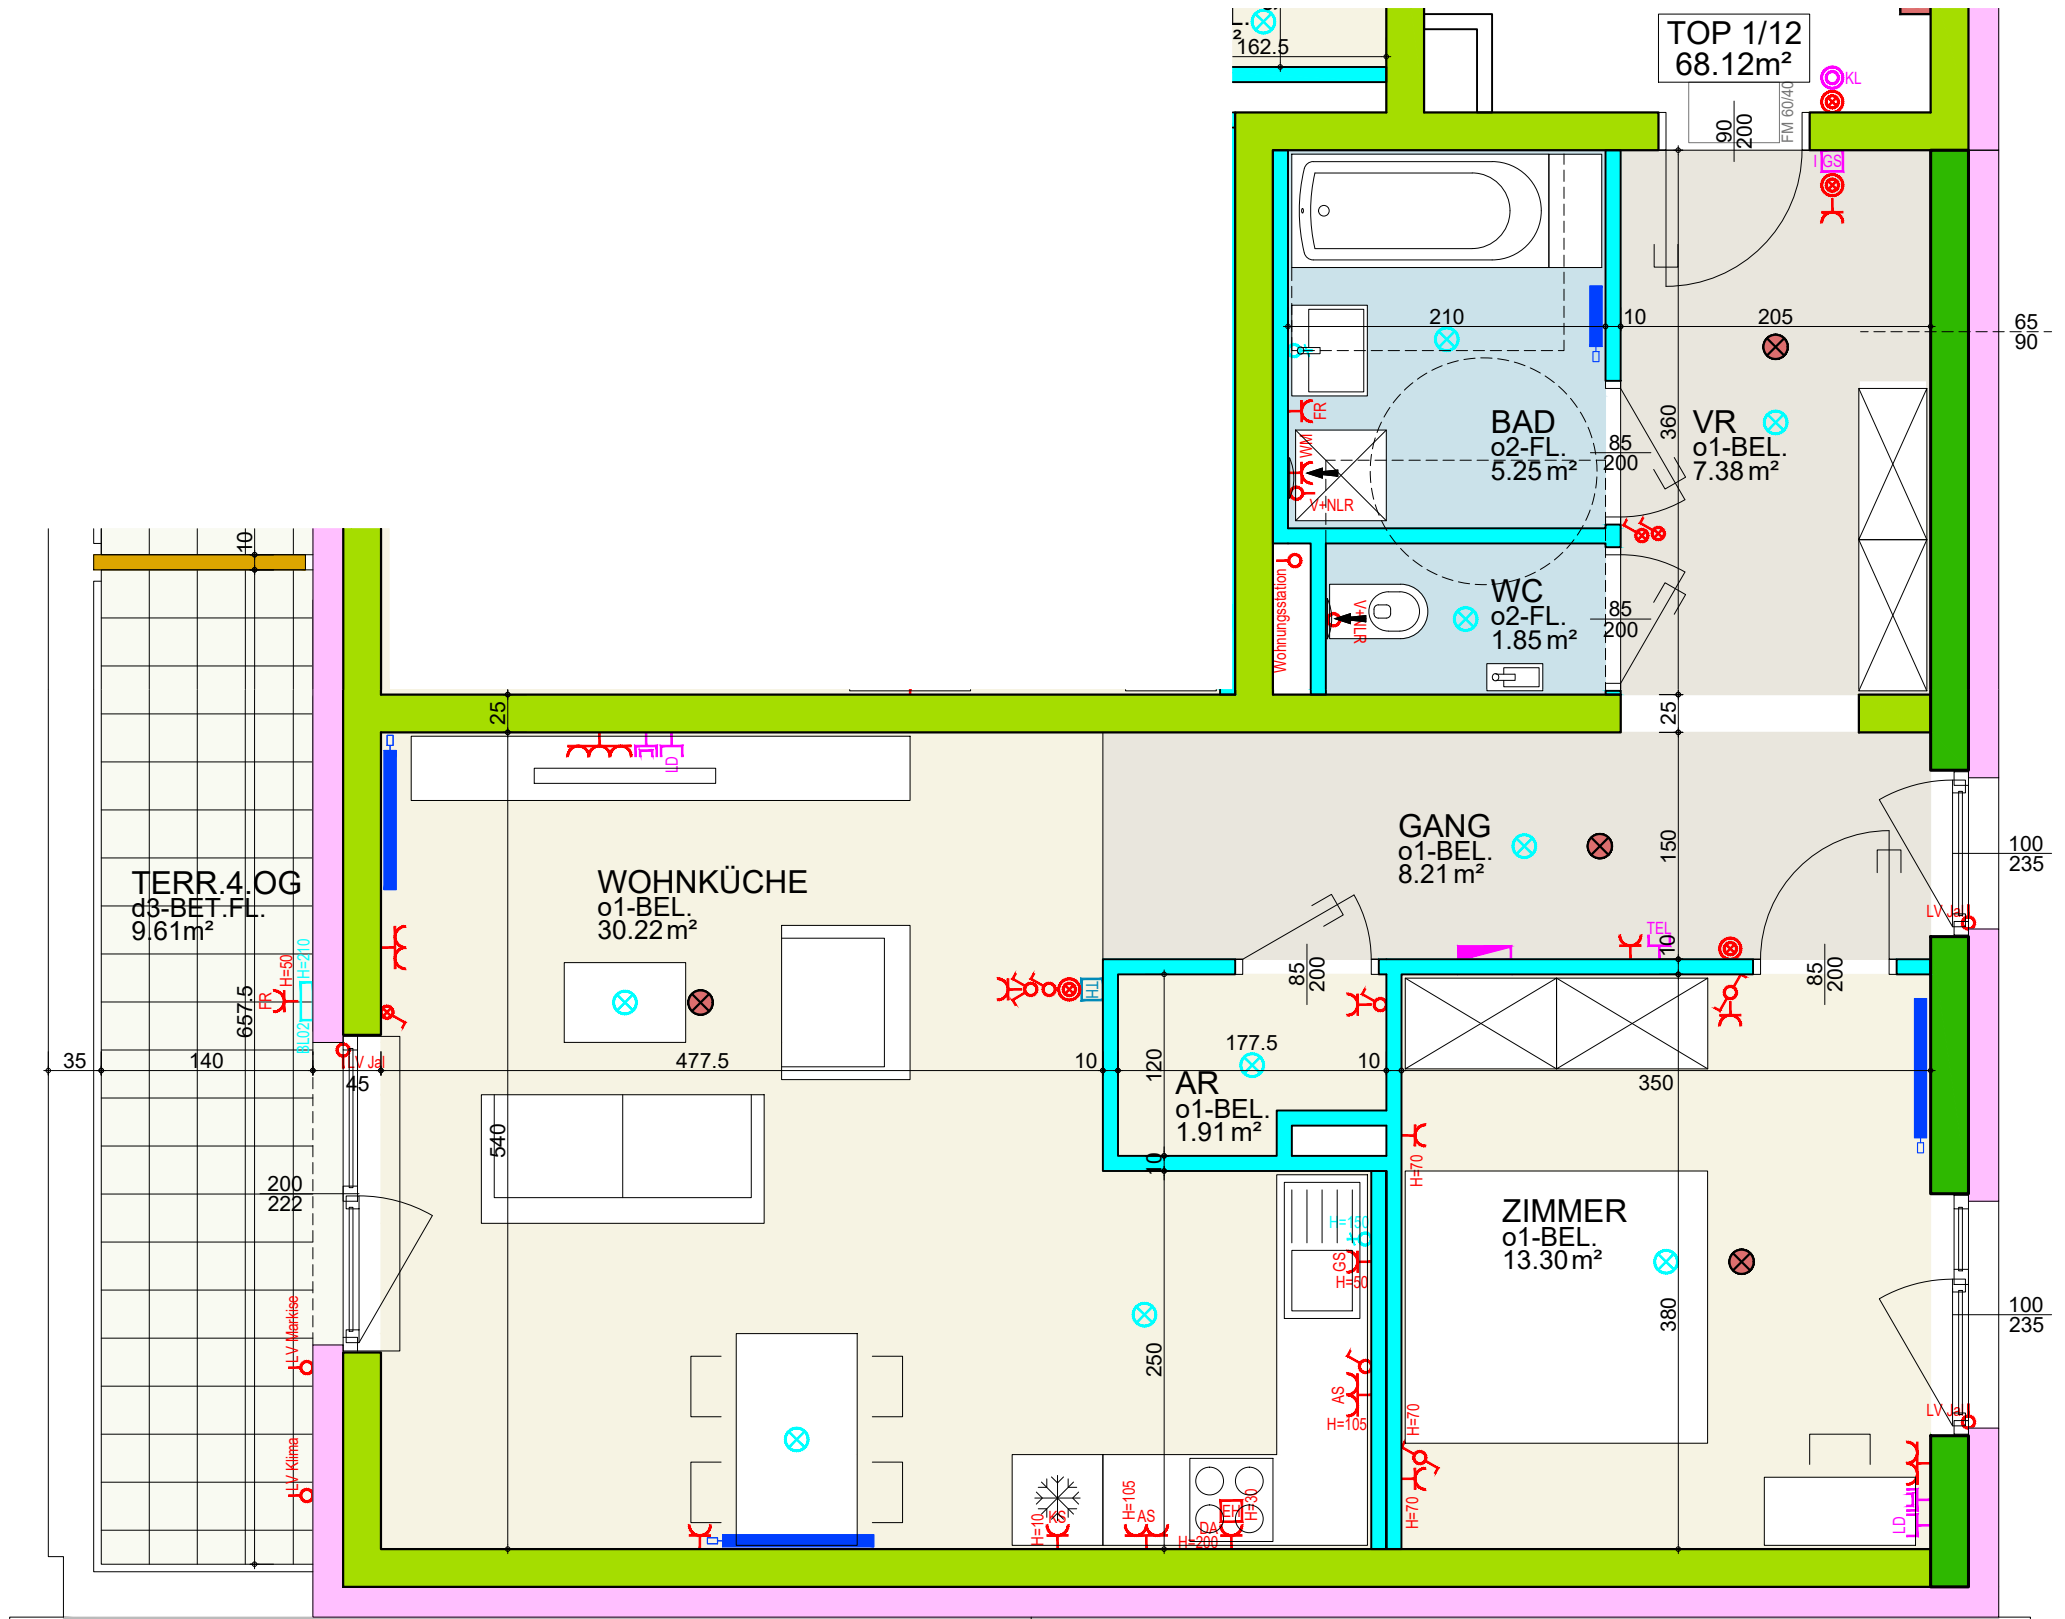 162.5
TOP 1/12
68.12m²
KL
FM 60/40
90
200
I GS
210
10
205
65
90
FR
WM
V+NLR
BAD
o2-FL.
5.25 m²
85
200
360
VR
o1-BEL.
7.38 m²
10
Wohnungsstation
V+NLR
WC
o2-FL.
1.85 m²
85
200
25
25
LD
TERR.4.OG
d3-BET.FL.
9.61m²
WOHNKÜCHE
o1-BEL.
30.22 m²
GANG
o1-BEL.
8.21 m²
150
100
235
LV Jal
TEL
10
FR
H=50
BL02
H=210
657.5
TH
85
200
85
200
35
140
LV Jal
45
477.5
10
120
177.5
10
350
AR
o1-BEL.
1.91 m²
10
540
H=70
200
222
ZIMMER
o1-BEL.
13.30 m²
H=150
GS
H=50
LV Markise
250
380
100
235
AS
H=105
H=70
LV Jal
LV Klima
H=70
H=10
KS
H=105
AS
DA
H=200
EH
H=30
LD